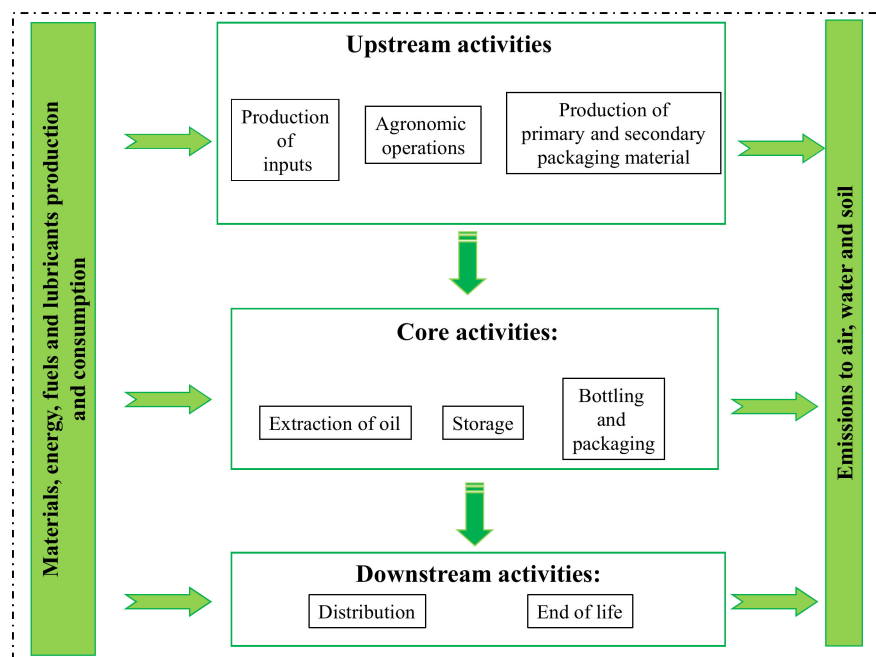 Materials, energy, fuels and lubricants production
and consumption
Upstream activities
Production
of
inputs
Agronomic
operations
Production of
primary and secondary
packaging material
Core activities:
Extraction of oil
Storage
Bottling
and
packaging
Downstream activities:
Distribution
End of life
Emissions to air, water and soil